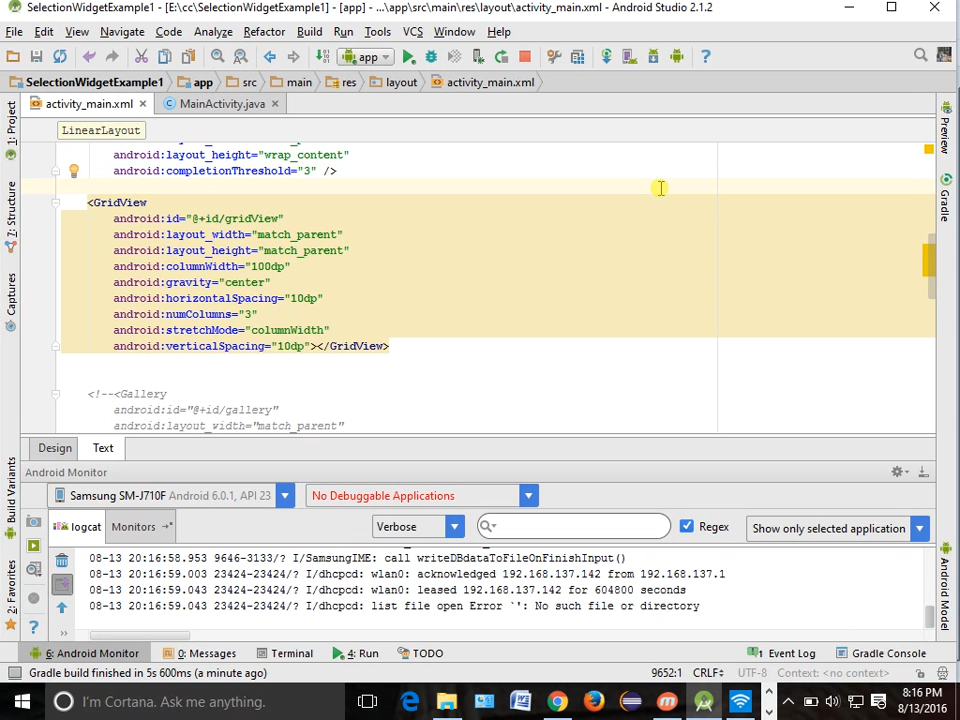 SelectionWidgetExample1 - [E:\cc\SelectionWidgetExample1] - [app] - ...\app\src\main\res\layout\activity_main.xml - Android Studio 2.1.2
File Edit View Navigate Code Analyze Refactor Build Run Tools VCS Window Help
app
SelectionWidgetExample1 app src main res layout activity_main.xml
activity_main.xml MainActivity.java
LinearLayout
android:layout_height="wrap_content"
android:completionThreshold="3" />
<GridView
android:id="@+id/gridView"
android:layout_width="match_parent"
android:layout_height="match_parent"
android:columnWidth="100dp"
android:gravity="center"
android:horizontalSpacing="10dp"
android:numColumns="3"
android:stretchMode="columnWidth"
android:verticalSpacing="10dp"></GridView>
<!--<Gallery
android:id="@+id/gallery"
android:layout_width="match_parent"
1: Project
7: Structure
Captures
Build Variants
2: Favorites
Preview
Gradle
Android Model
Design Text
Android Monitor
Samsung SM-J710F Android 6.0.1, API 23 No Debuggable Applications
logcat Monitors Verbose Regex Show only selected application
08-13 20:16:58.953 9646-3133/? I/SamsungIME: call writeDBdataToFileOnFinishInput()
08-13 20:16:59.003 23424-23424/? I/dhcpcd: wlan0: acknowledged 192.168.137.142 from 192.168.137.1
08-13 20:16:59.043 23424-23424/? I/dhcpcd: wlan0: leased 192.168.137.142 for 604800 seconds
08-13 20:16:59.043 23424-23424/? I/dhcpcd: list file open Error `': No such file or directory
6: Android Monitor 0: Messages Terminal 4: Run TODO 1 Event Log Gradle Console
Gradle build finished in 5s 600ms (a minute ago) 9652:1 CRLF UTF-8 Context: <no context>
I'm Cortana. Ask me anything.
8:16 PM
8/13/2016